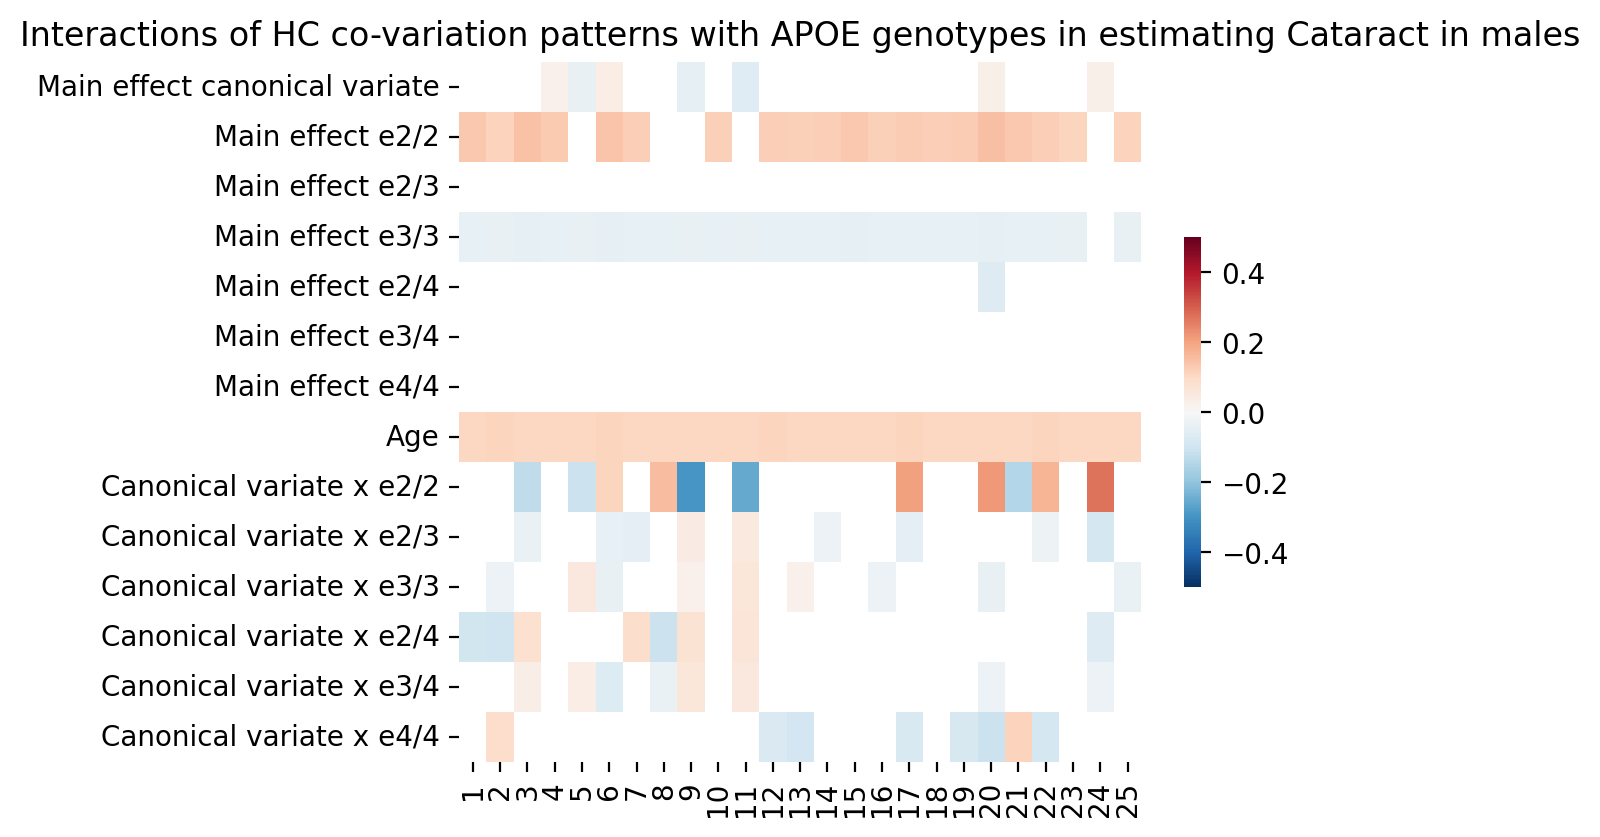 Interactions of HC co-variation patterns with APOE genotypes in estimating Cataract in males
Main effect canonical variate
Main effect e2/2
Main effect e2/3
Main effect e3/3
Main effect e2/4
Main effect e3/4
Main effect e4/4
Age
Canonical variate x e2/2
Canonical variate x e2/3
Canonical variate x e3/3
Canonical variate x e2/4
Canonical variate x e3/4
Canonical variate x e4/4
1 2 3 4 5 6 7 8 9 10 11 12 13 14 15 16 17 18 19 20 21 22 23 24 25
0.4
0.2
0.0
−0.2
−0.4